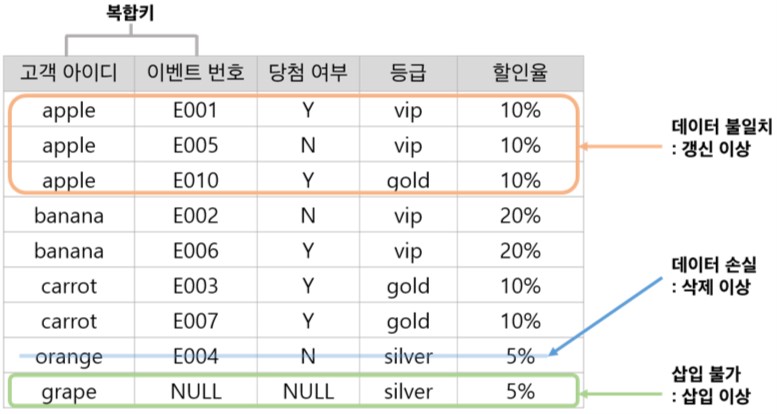 복합키
고객 아이디 이벤트 번호 당첨 여부 등급 할인율
apple E001 Y vip 10%
apple E005 N vip 10%
apple E010 Y gold 10%
banana E002 N vip 20%
banana E006 Y vip 20%
carrot E003 Y gold 10%
carrot E007 Y gold 10%
orange E004 N silver 5%
grape NULL NULL silver 5%
데이터 불일치
: 갱신 이상
데이터 손실
: 삭제 이상
삽입 불가
: 삽입 이상